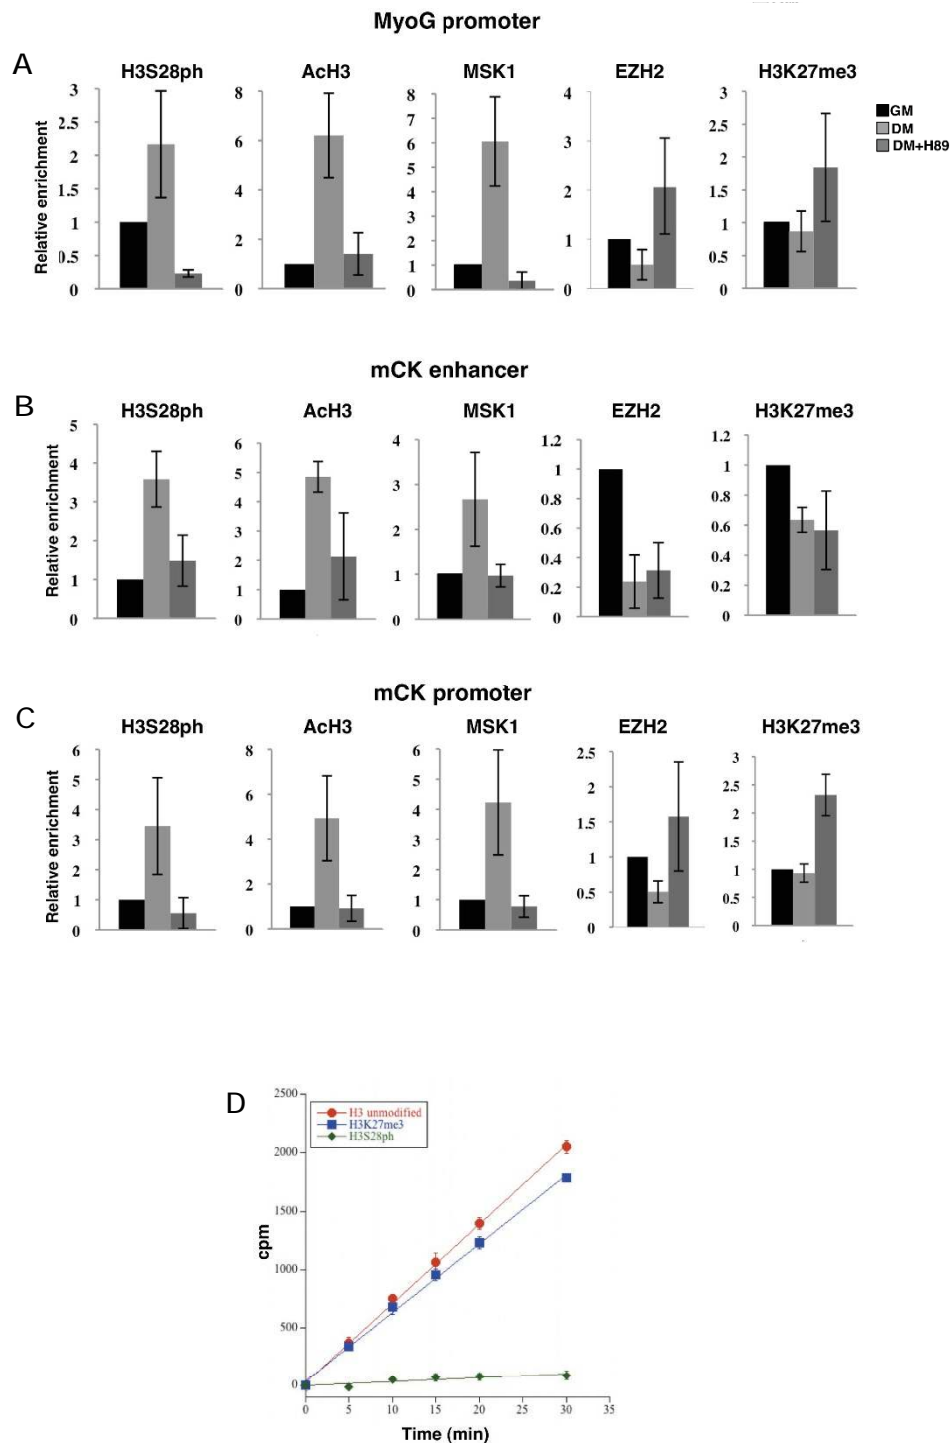 MyoG promoter
A
H3S28ph AcH3 MSK1 EZH2 H3K27me3
GM
DM
DM+H89
Relative enrichment
3 2.5 2 1.5 1 0.5 0
8 6 4 2 0
8 7 6 5 4 3 2 1 0
4 3 2 1 0
3 2.5 2 1.5 1 0.5 0
mCK enhancer
B
H3S28ph AcH3 MSK1 EZH2 H3K27me3
Relative enrichment
5 4 3 2 1 0
6 5 4 3 2 1 0
4 3 2 1 0
1.2 1 0.8 0.6 0.4 0.2 0
1.2 1 0.8 0.6 0.4 0.2 0
mCK promoter
C
H3S28ph AcH3 MSK1 EZH2 H3K27me3
Relative enrichment
6 5 4 3 2 1 0
8 6 4 2 0
6 5 4 3 2 1 0
2.5 2 1.5 1 0.5 0
3 2.5 2 1.5 1 0.5 0
D
H3 unmodified
H3K27me3
H3S28ph
cpm
2500
2000
1500
1000
500
0
0 5 10 15 20 25 30 35
Time (min)